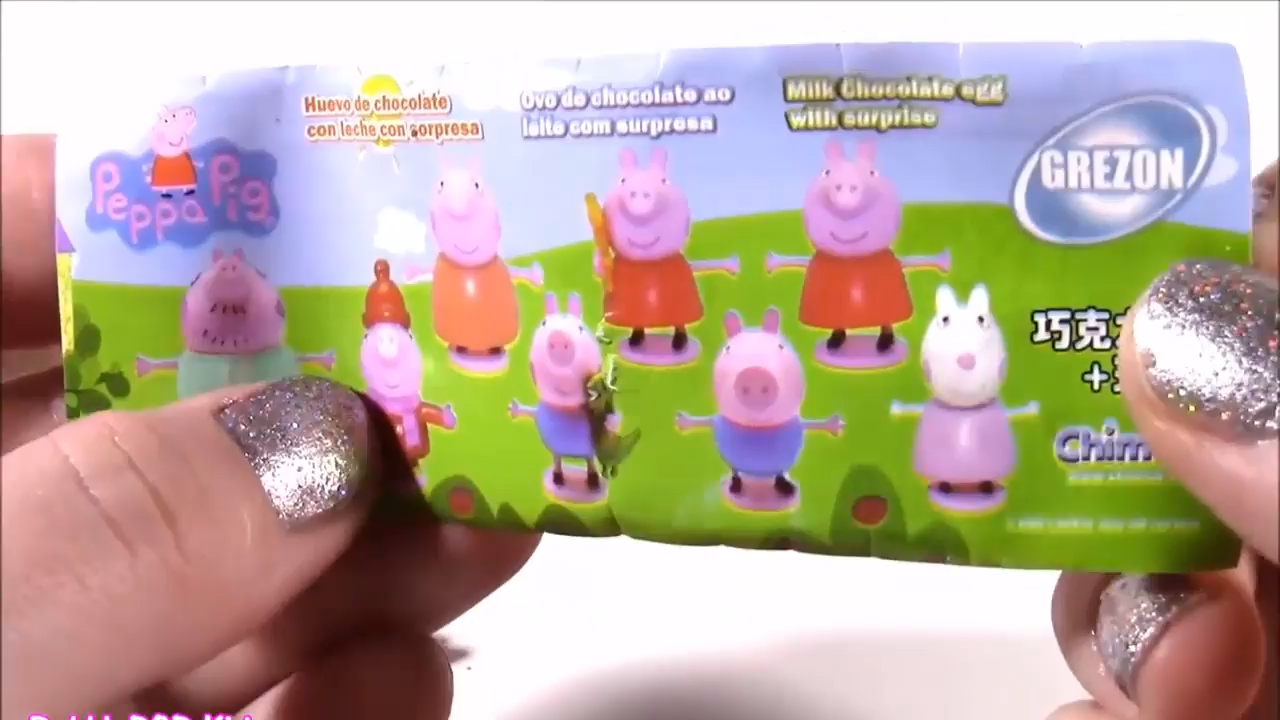 Peppa Pig
Huevo de chocolate
con leche con sorpresa
Ovo de chocolate ao
leite com surpresa
Milk Chocolate egg
with surprise
GREZON
巧克
+
Chim